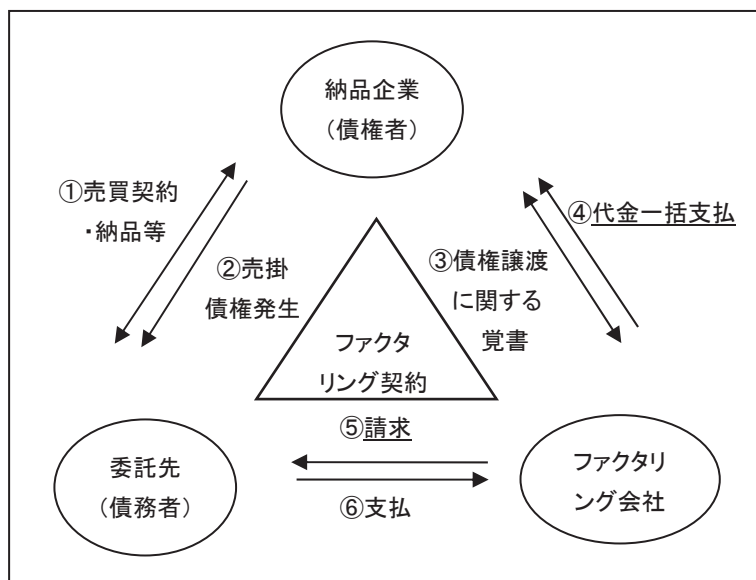 納品企業
(債権者)
①売買契約
・納品等
②売掛
債権発生
③債権譲渡
に関する
覚書
④代金一括支払
ファクタ
リング契約
⑤請求
⑥支払
委託先
(債務者)
ファクタリ
ング会社